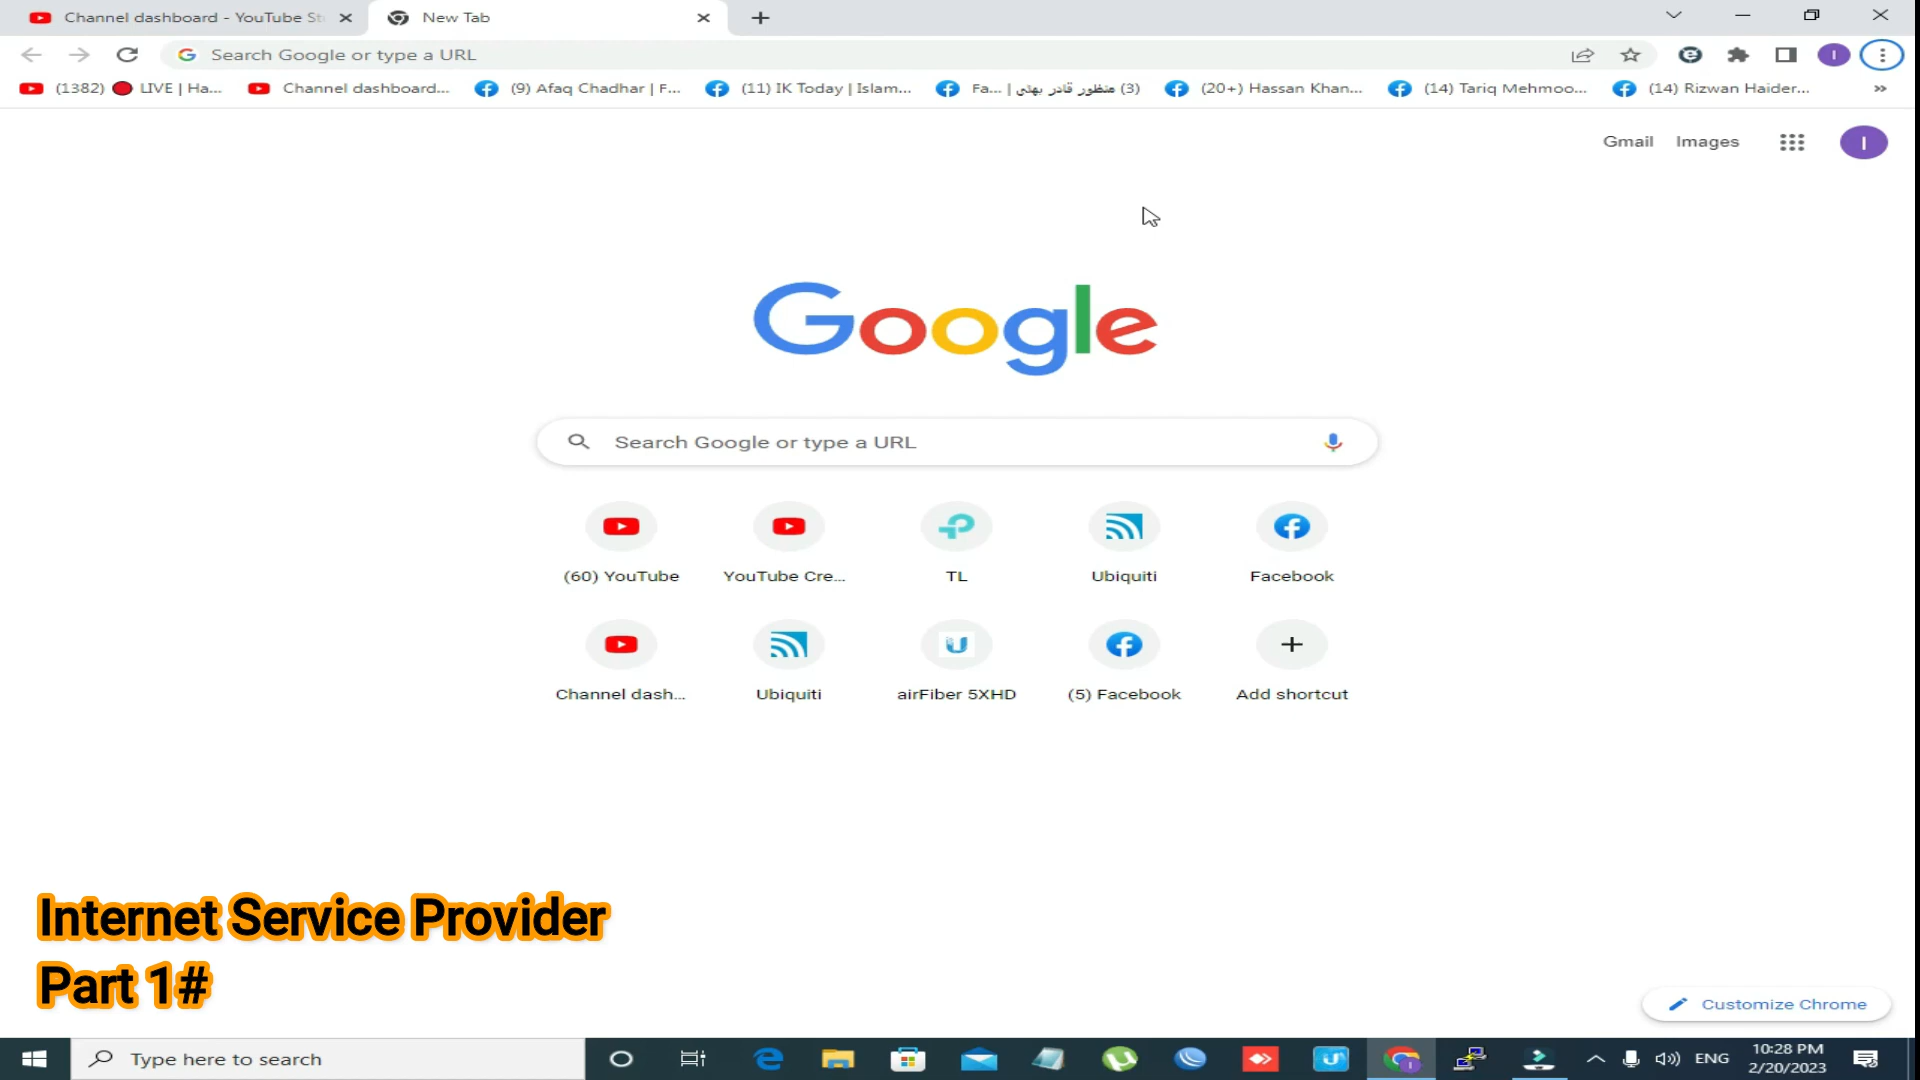 Channel dashboard - YouTube St
New Tab
Search Google or type a URL
I
(1382) 🔴 LIVE | Ha...
Channel dashboard...
(9) Afaq Chadhar | F...
(11) IK Today | Islam...
Fa... | منظور قادر بھٹی (3)
(20+) Hassan Khan...
(14) Tariq Mehmoo...
(14) Rizwan Haider...
Gmail
Images
I
Google
Search Google or type a URL
(60) YouTube
YouTube Cre...
TL
Ubiquiti
Facebook
Channel dash...
Ubiquiti
airFiber 5XHD
(5) Facebook
Add shortcut
Internet Service Provider
Part 1#
Customize Chrome
Type here to search
ENG
10:28 PM
2/20/2023